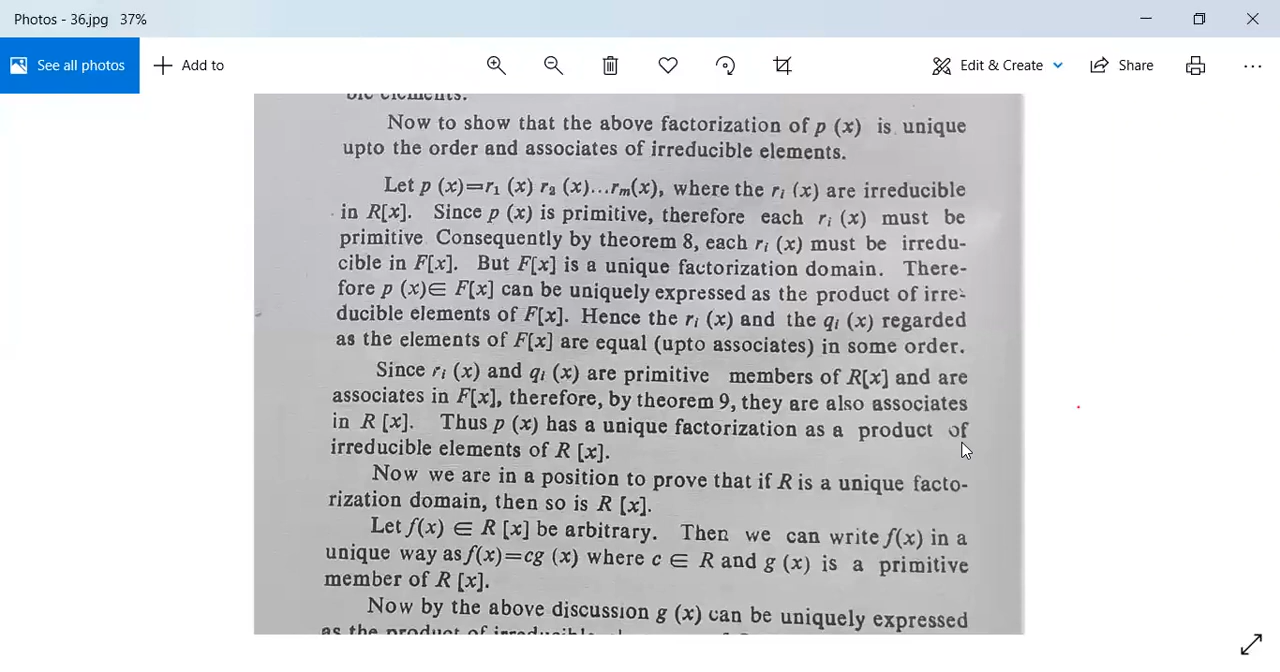 Photos - 36.jpg 37%
See all photos
Add to
Edit & Create
Share
ble elements.
Now to show that the above factorization of p (x) is unique
upto the order and associates of irreducible elements.
Let p (x)=r₁ (x) r₂ (x)...rₘ(x), where the rᵢ (x) are irreducible
in R[x]. Since p (x) is primitive, therefore each rᵢ (x) must be
primitive Consequently by theorem 8, each rᵢ (x) must be irredu-
cible in F[x]. But F[x] is a unique factorization domain. There-
fore p (x)∈ F[x] can be uniquely expressed as the product of irre-
ducible elements of F[x]. Hence the rᵢ (x) and the qᵢ (x) regarded
as the elements of F[x] are equal (upto associates) in some order.
Since rᵢ (x) and qᵢ (x) are primitive members of R[x] and are
associates in F[x], therefore, by theorem 9, they are also associates
in R [x]. Thus p (x) has a unique factorization as a product of
irreducible elements of R [x].
Now we are in a position to prove that if R is a unique facto-
rization domain, then so is R [x].
Let f(x) ∈ R [x] be arbitrary. Then we can write f(x) in a
unique way as f(x)=cg (x) where c ∈ R and g (x) is a primitive
member of R [x].
Now by the above discussion g (x) can be uniquely expressed
as the product of irreducible